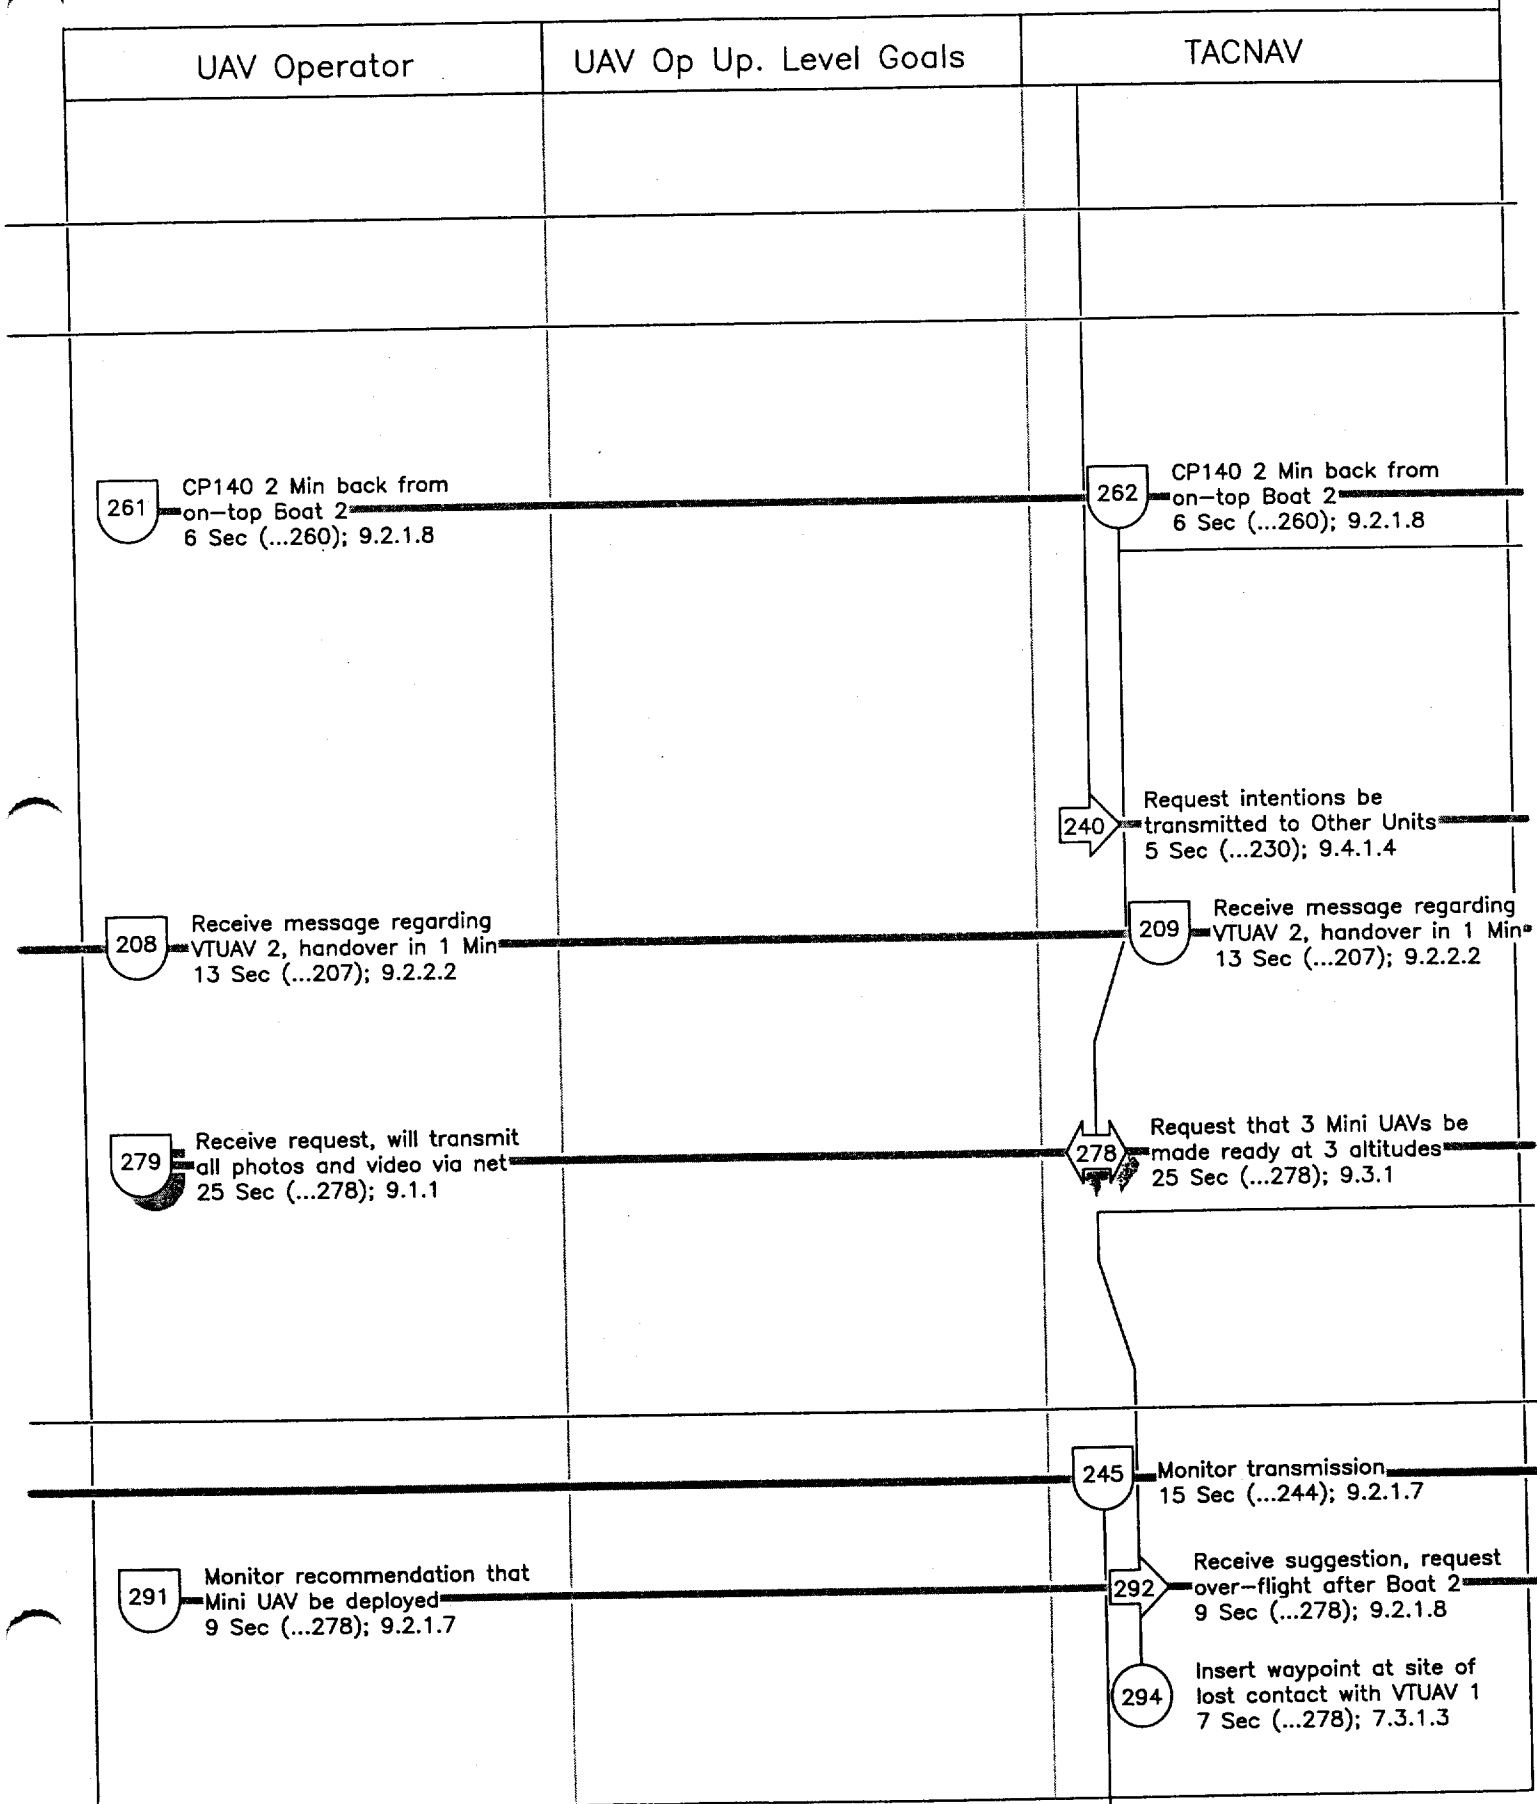 UAV Operator
UAV Op Up. Level Goals
TACNAV
261
CP140 2 Min back from
on-top Boat 2
6 Sec (...260); 9.2.1.8
262
CP140 2 Min back from
on-top Boat 2
6 Sec (...260); 9.2.1.8
240
Request intentions be
transmitted to Other Units
5 Sec (...230); 9.4.1.4
208
Receive message regarding
VTUAV 2, handover in 1 Min
13 Sec (...207); 9.2.2.2
209
Receive message regarding
VTUAV 2, handover in 1 Min
13 Sec (...207); 9.2.2.2
279
Receive request, will transmit
all photos and video via net
25 Sec (...278); 9.1.1
278
Request that 3 Mini UAVs be
made ready at 3 altitudes
25 Sec (...278); 9.3.1
245
Monitor transmission
15 Sec (...244); 9.2.1.7
291
Monitor recommendation that
Mini UAV be deployed
9 Sec (...278); 9.2.1.7
292
Receive suggestion, request
over-flight after Boat 2
9 Sec (...278); 9.2.1.8
294
Insert waypoint at site of
lost contact with VTUAV 1
7 Sec (...278); 7.3.1.3